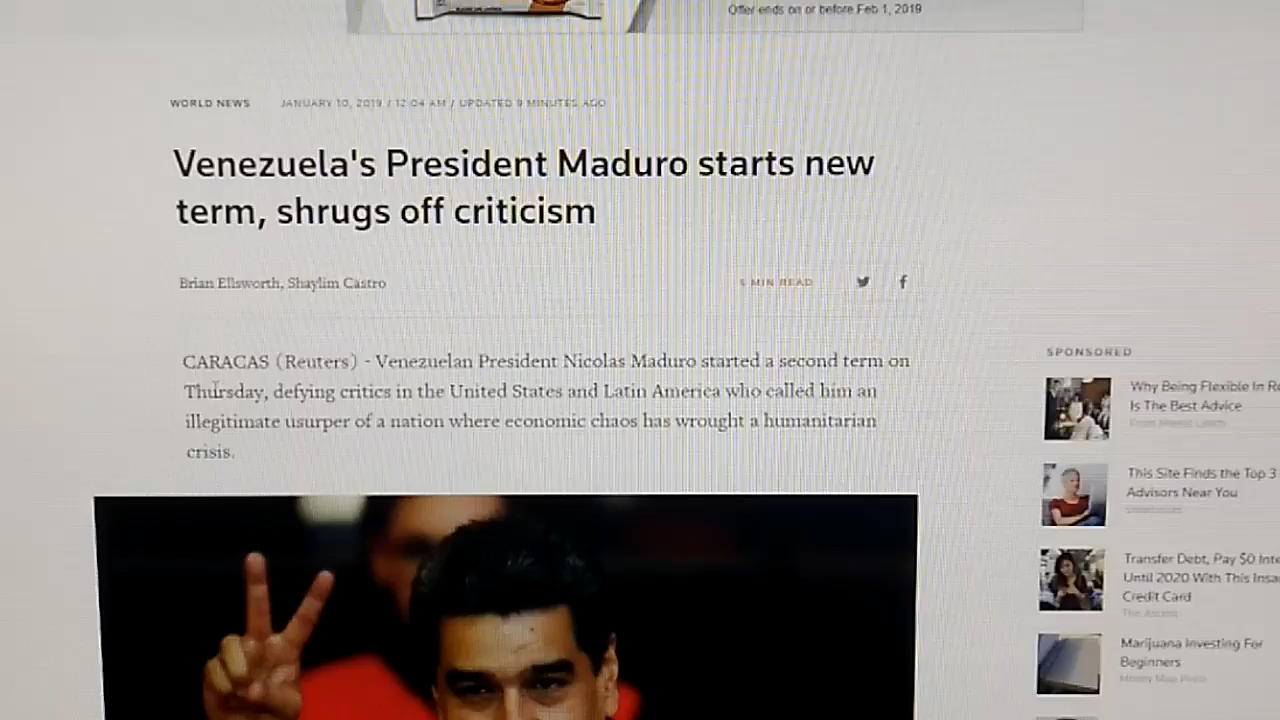 Offer ends on or before Feb 1, 2019
WORLD NEWS JANUARY 10, 2019 / 12:04 AM / UPDATED 9 MINUTES AGO
Venezuela's President Maduro starts new
term, shrugs off criticism
Brian Ellsworth, Shaylim Castro
5 MIN READ
CARACAS (Reuters) - Venezuelan President Nicolas Maduro started a second term on
Thursday, defying critics in the United States and Latin America who called him an
illegitimate usurper of a nation where economic chaos has wrought a humanitarian
crisis.
SPONSORED
Why Being Flexible In
Is The Best Advice
This Site Finds the Top 3
Advisors Near You
Transfer Debt, Pay $0
Until 2020 With This
Credit Card
The Ascent
Marijuana Investing For
Beginners
Money Map Press